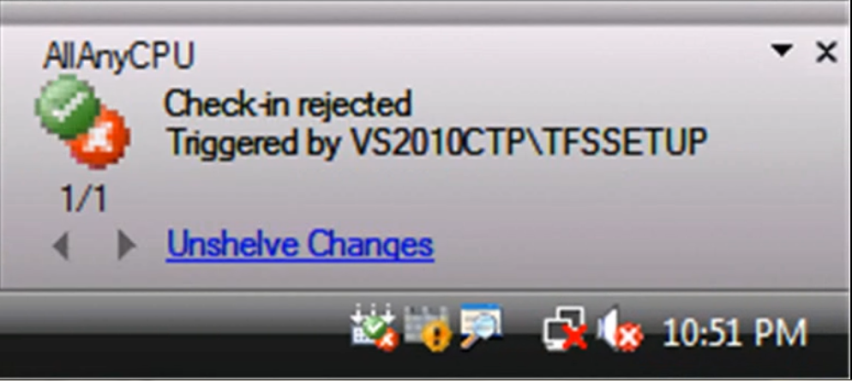 AllAnyCPU
Check-in rejected
Triggered by VS2010CTP\TFSSETUP
1/1
Unshelve Changes
10:51 PM